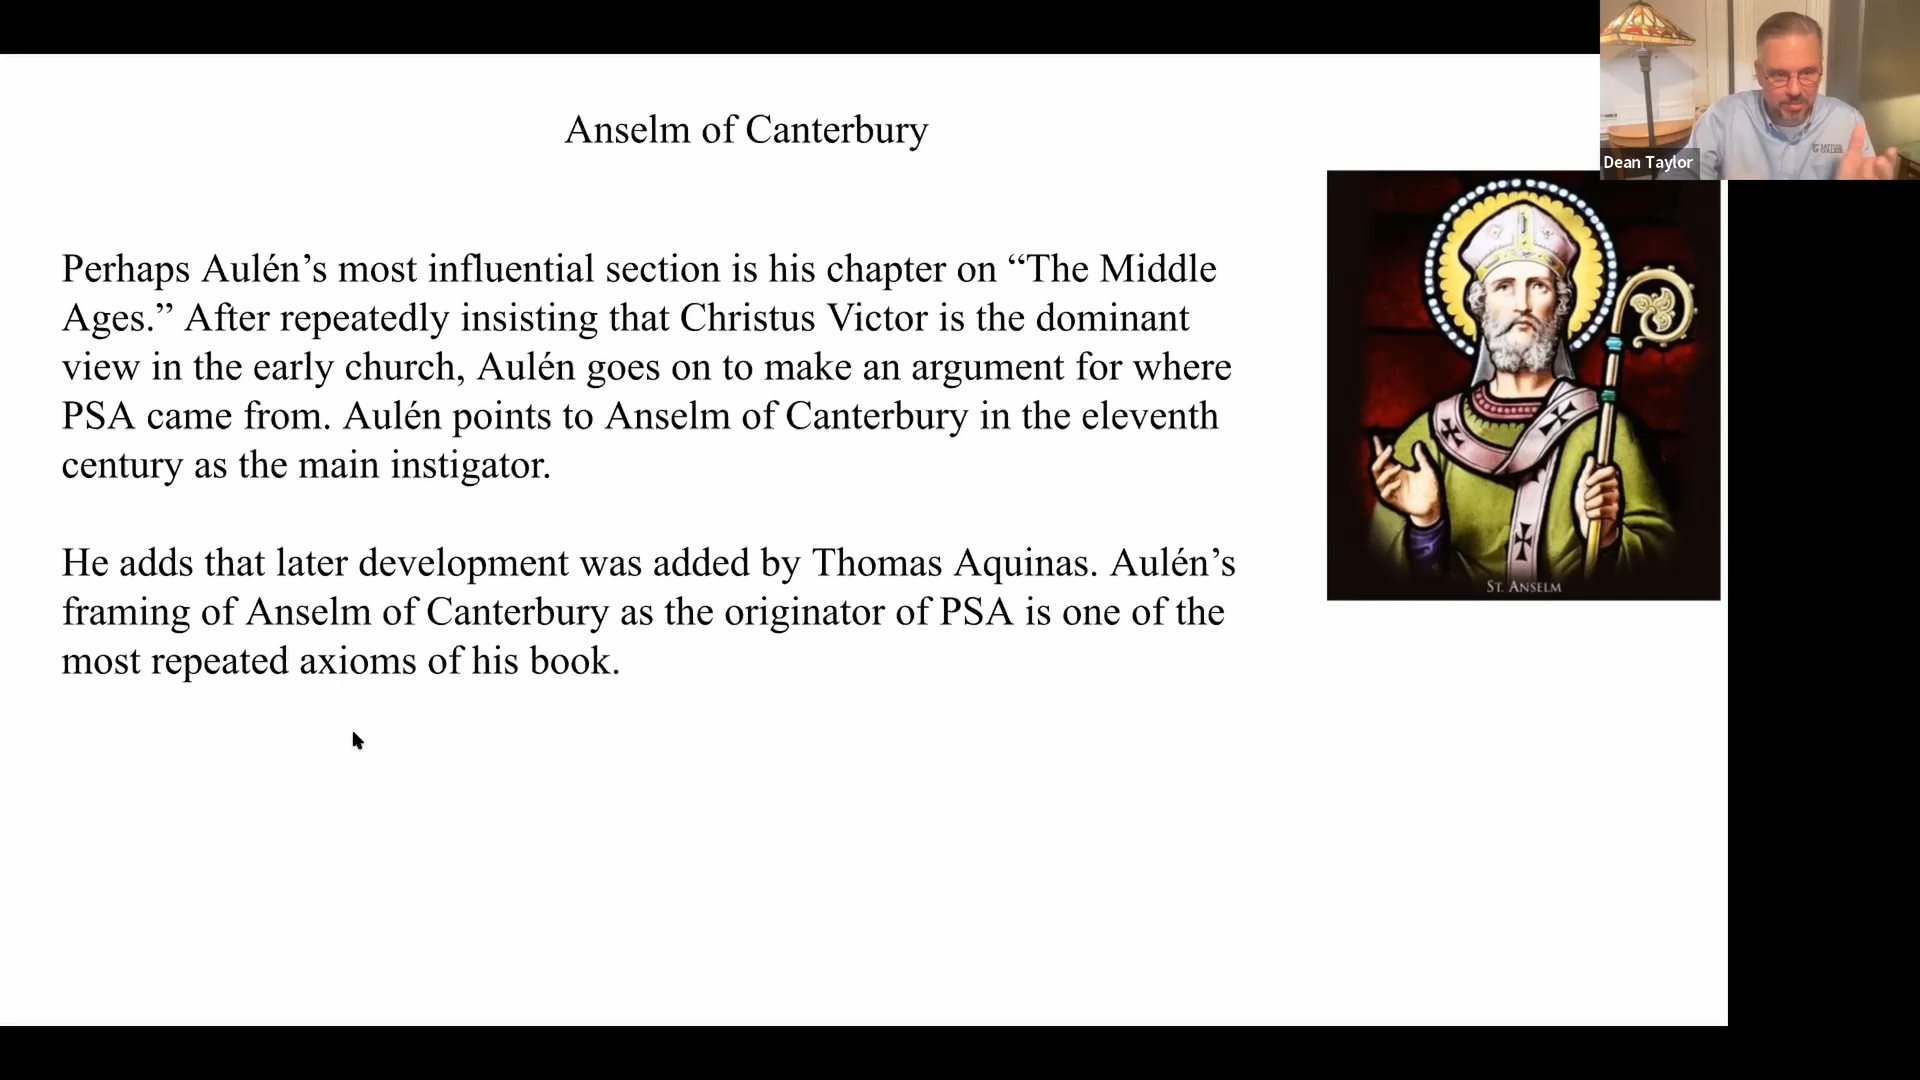 Anselm of Canterbury
Perhaps Aulén’s most influential section is his chapter on “The Middle
Ages.” After repeatedly insisting that Christus Victor is the dominant
view in the early church, Aulén goes on to make an argument for where
PSA came from. Aulén points to Anselm of Canterbury in the eleventh
century as the main instigator.
He adds that later development was added by Thomas Aquinas. Aulén’s
framing of Anselm of Canterbury as the originator of PSA is one of the
most repeated axioms of his book.
ST. ANSELM
Dean Taylor